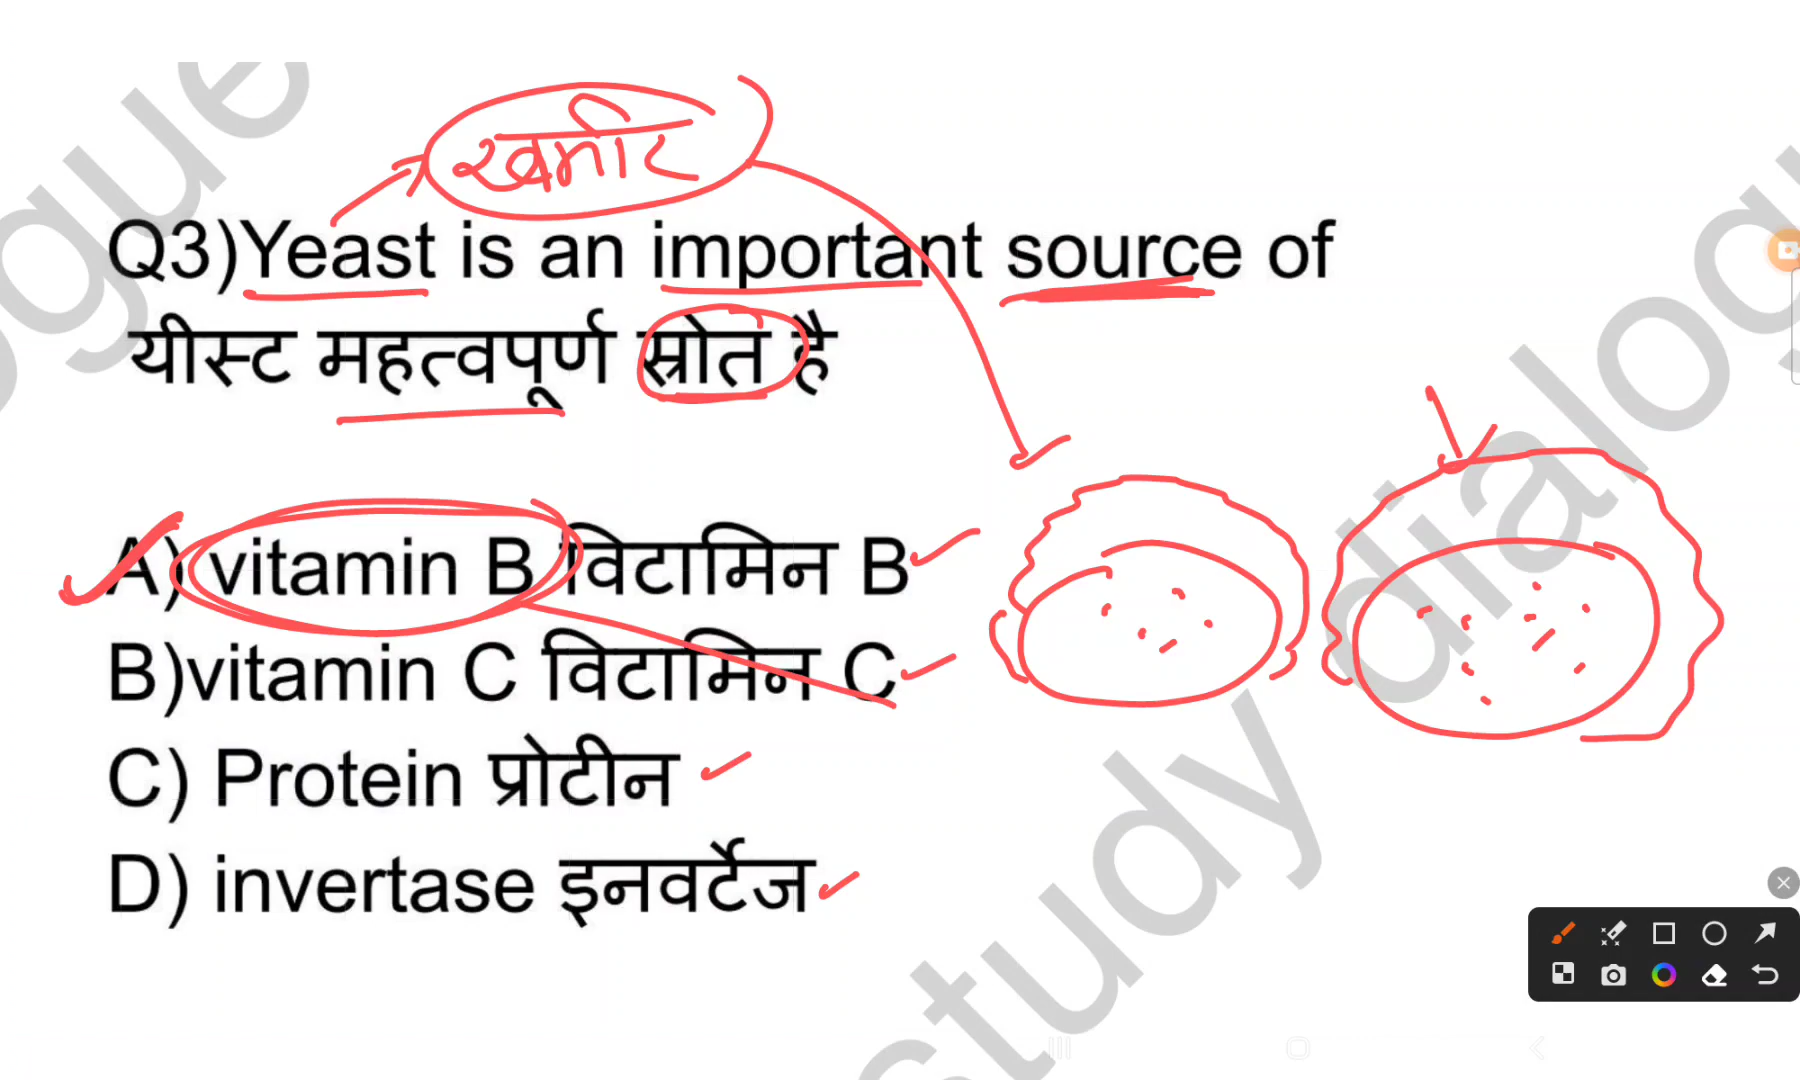 खमीर
Q3)Yeast is an important source of
यीस्ट महत्वपूर्ण स्रोत है
A) vitamin B विटामिन B
B)vitamin C विटामिन C
C) Protein प्रोटीन
D) invertase इनवर्टेज
study dialogue